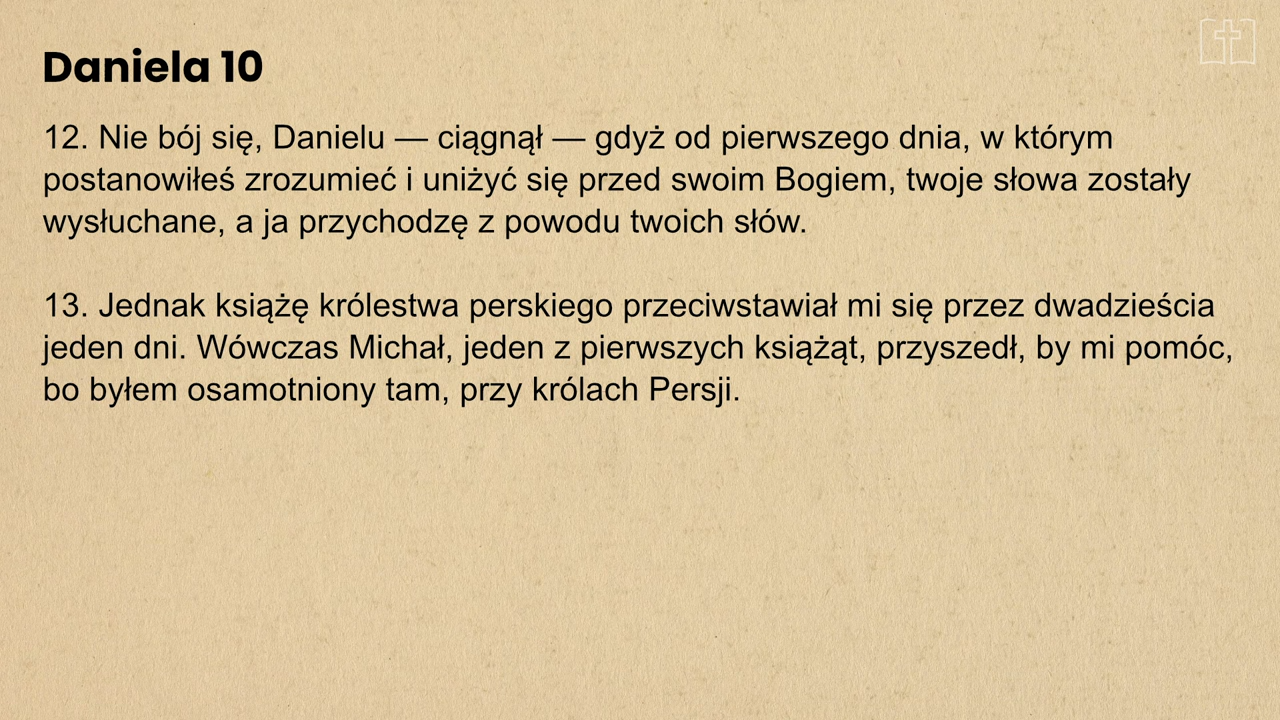 Daniela 10
12. Nie bój się, Danielu — ciągnął — gdyż od pierwszego dnia, w którym
postanowiłeś zrozumieć i uniżyć się przed swoim Bogiem, twoje słowa zostały
wysłuchane, a ja przychodzę z powodu twoich słów.
13. Jednak książę królestwa perskiego przeciwstawiał mi się przez dwadzieścia
jeden dni. Wówczas Michał, jeden z pierwszych książąt, przyszedł, by mi pomóc,
bo byłem osamotniony tam, przy królach Persji.